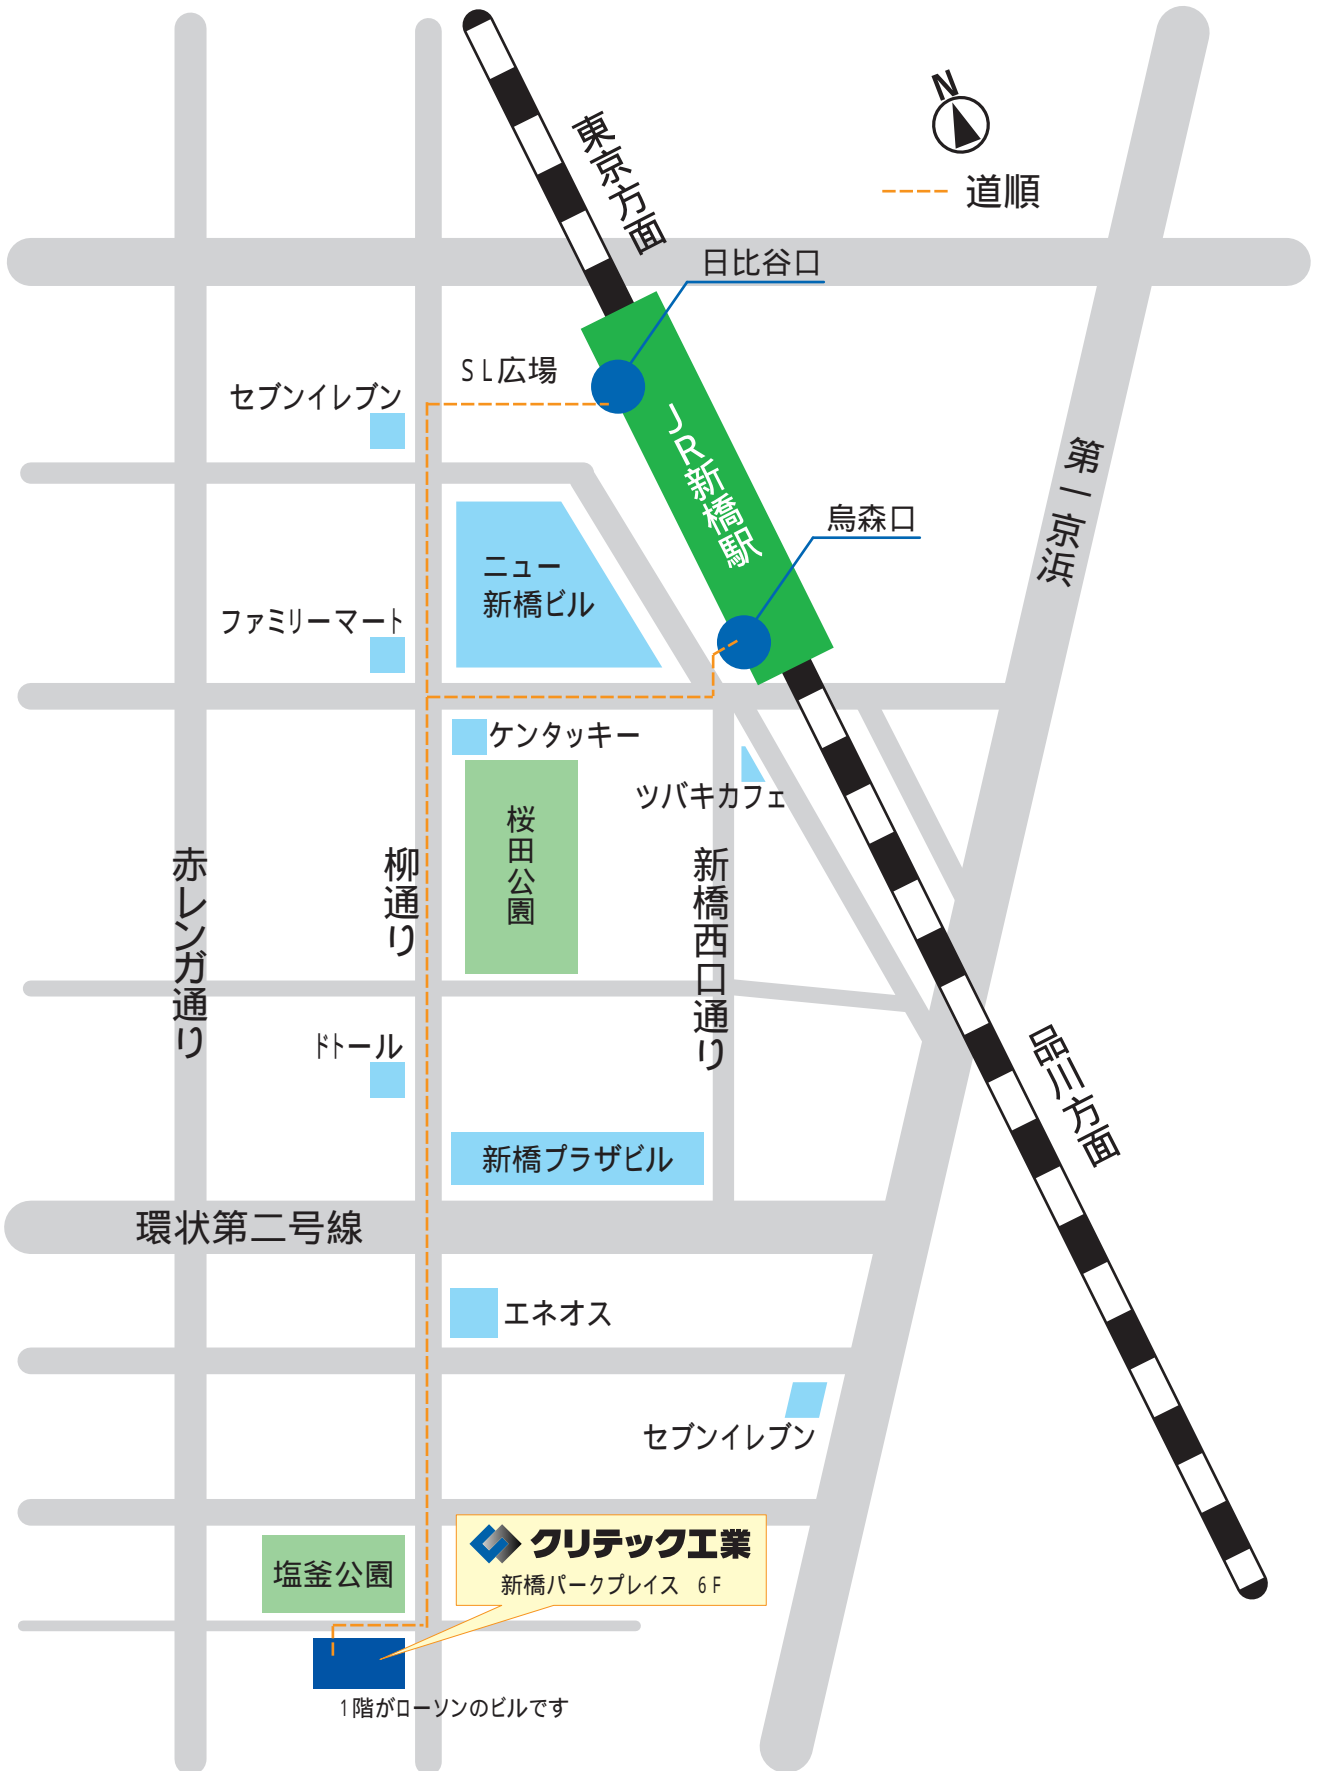 N
道順
東京方面
日比谷口
SL広場
セブンイレブン
JR新橋駅
第一京浜
烏森口
ニュー
新橋ビル
ファミリーマート
ケンタッキー
ツバキカフェ
桜田公園
赤レンガ通り
柳通り
新橋西口通り
ドトール
品川方面
新橋プラザビル
環状第二号線
エネオス
セブンイレブン
クリテック工業
新橋パークプレイス 6F
塩釜公園
1階がローソンのビルです